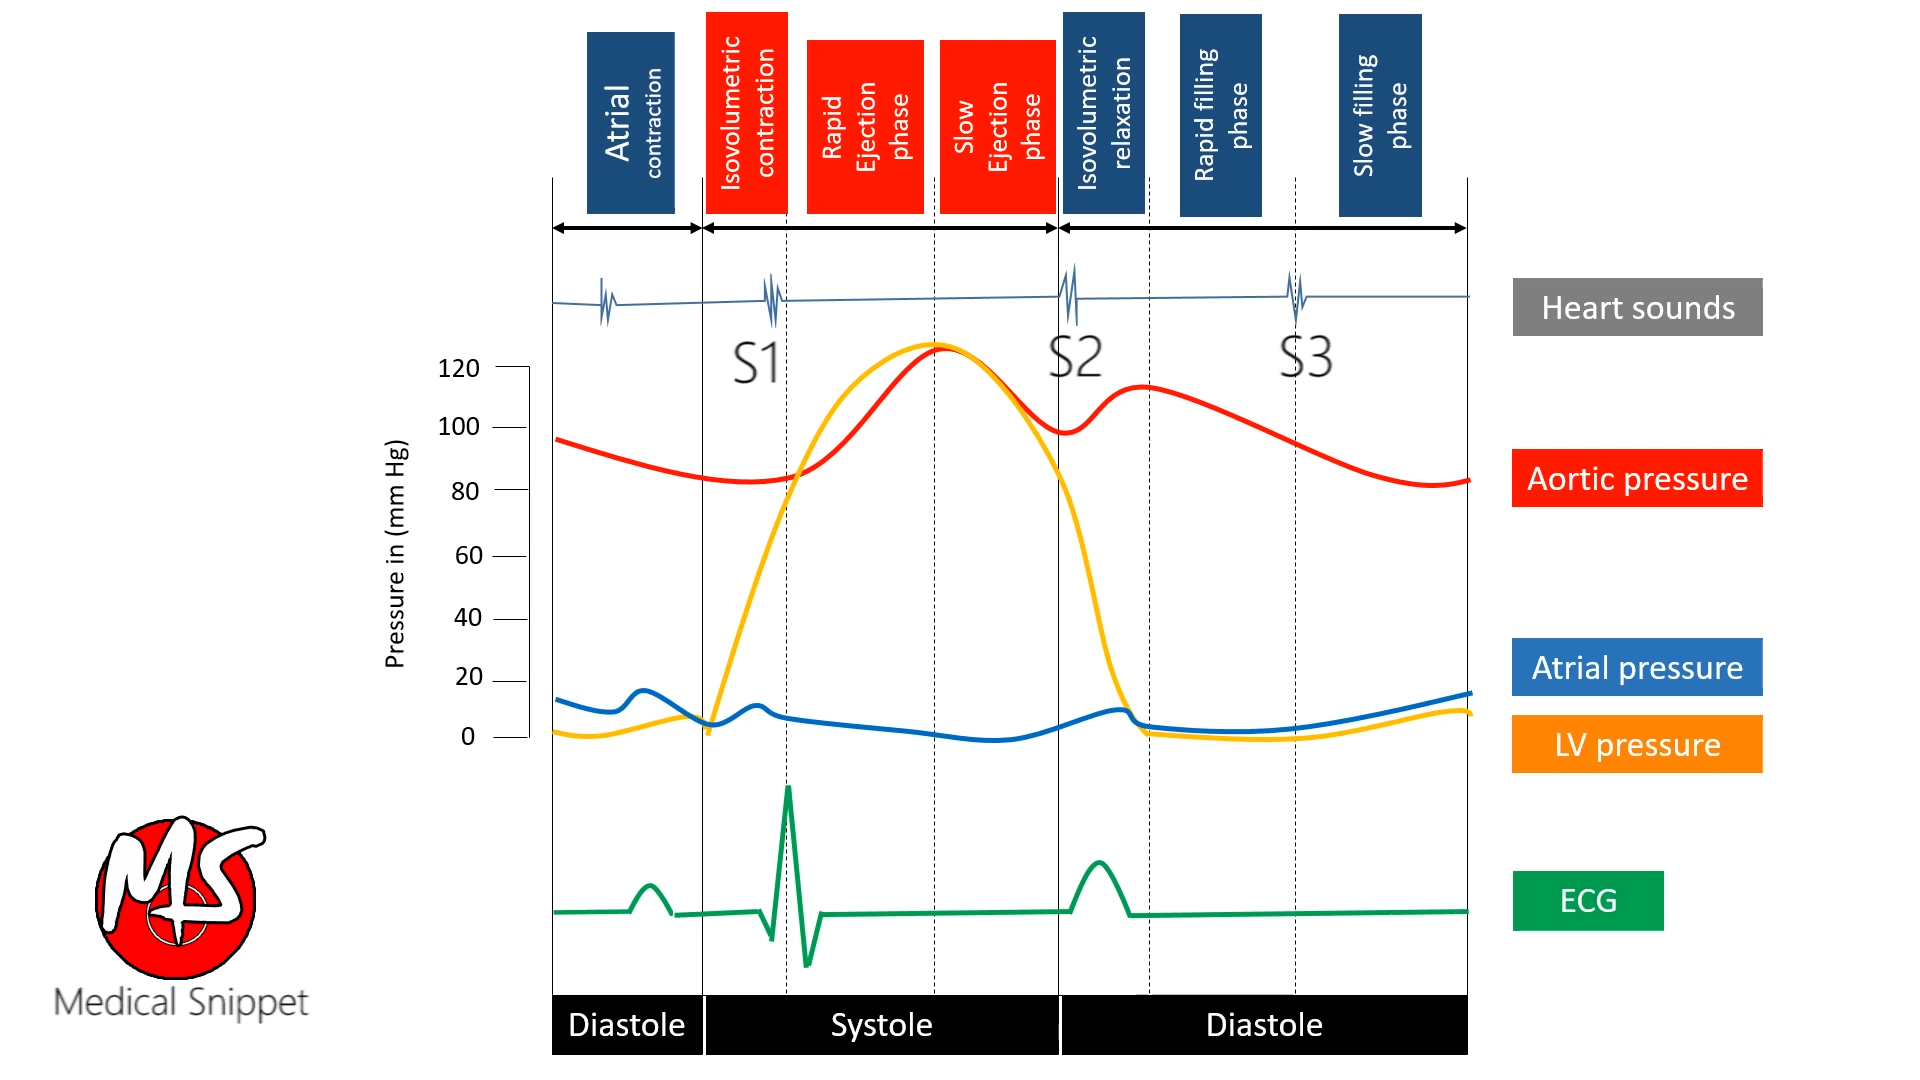 Atrial
contraction
Isovolumetric
contraction
Rapid
Ejection
phase
Slow
Ejection
phase
Isovolumetric
relaxation
Rapid filling
phase
Slow filling
phase
Heart sounds
S1
S2
S3
120
100
80
60
40
20
0
Pressure in (mm Hg)
Aortic pressure
Atrial pressure
LV pressure
ECG
MS
Medical Snippet
Diastole
Systole
Diastole